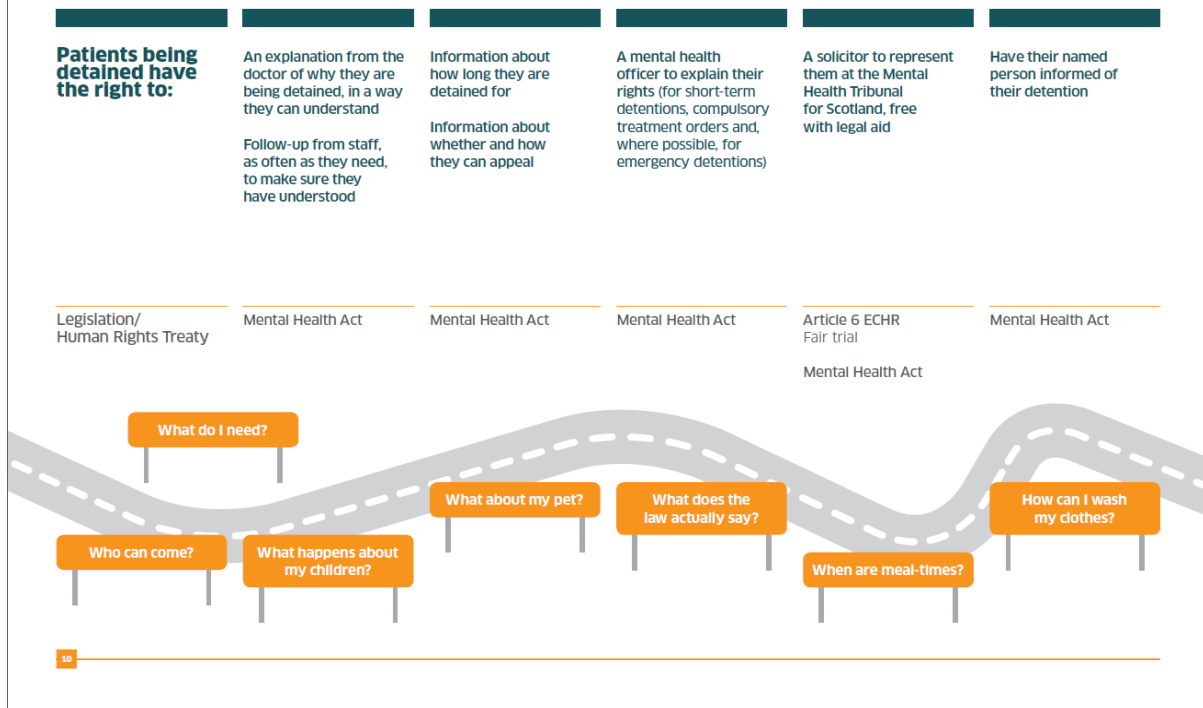 Patients being
detained have
the right to:
An explanation from the
doctor of why they are
being detained, in a way
they can understand
Follow-up from staff,
as often as they need,
to make sure they
have understood
Information about
how long they are
detained for
Information about
whether and how
they can appeal
A mental health
officer to explain their
rights (for short-term
detentions, compulsory
treatment orders and,
where possible, for
emergency detentions)
A solicitor to represent
them at the Mental
Health Tribunal
for Scotland, free
with legal aid
Have their named
person informed of
their detention
Legislation/
Human Rights Treaty
Mental Health Act
Mental Health Act
Mental Health Act
Article 6 ECHR
Fair trial
Mental Health Act
Mental Health Act
What do I need?
Who can come?
What happens about
my children?
What about my pet?
What does the
law actually say?
When are meal-times?
How can I wash
my clothes?
10